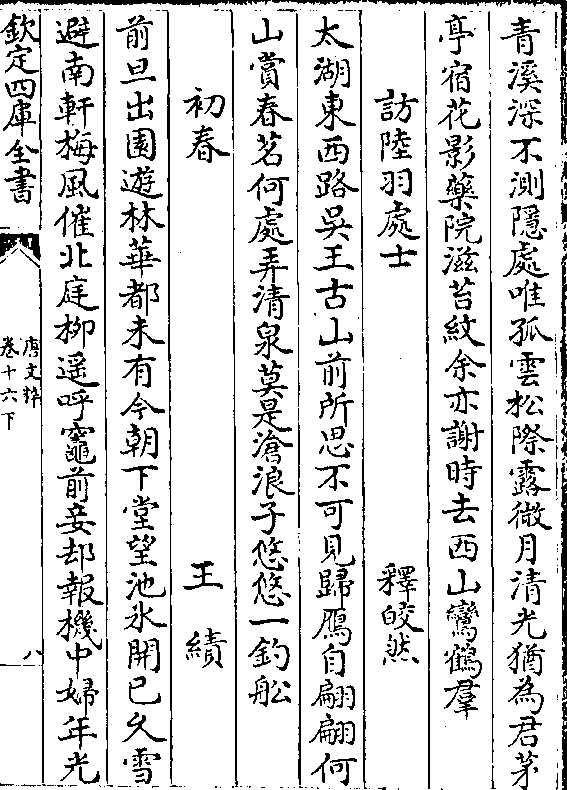 青溪深不測隱處唯孤雲松際露微月清光猶為君茅
亭宿花影藥院滋苔紋余亦謝時去西山鸞鶴羣
訪陸羽處士 釋皎然
太湖東西路吳王古山前所思不可見歸鴈自翩翩何
山賞春茗何處弄清泉莫是滄浪子悠悠一釣船
初春 王績
前旦出園遊林華都未有今朝下堂望池氷開已久雪
避南軒梅風催北庭柳遥呼竈前妾却報機中婦年光
欽定四庫全書
唐文粹
卷十六下
八